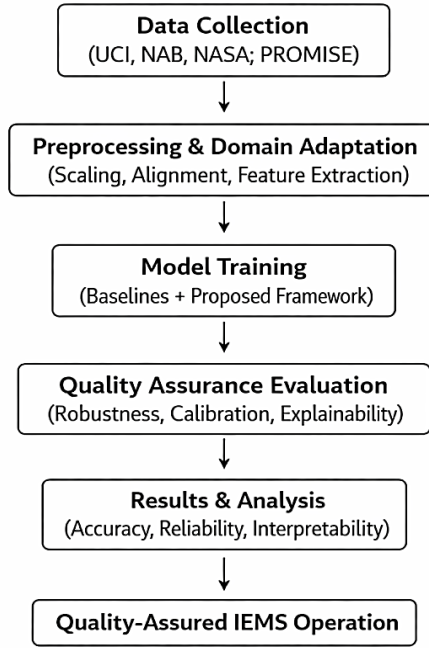 Data Collection
(UCI, NAB, NASA; PROMISE)
Preprocessing & Domain Adaptation
(Scaling, Alignment, Feature Extraction)
Model Training
(Baselines + Proposed Framework)
Quality Assurance Evaluation
(Robustness, Calibration, Explainability)
Results & Analysis
(Accuracy, Reliability, Interpretability)
Quality-Assured IEMS Operation